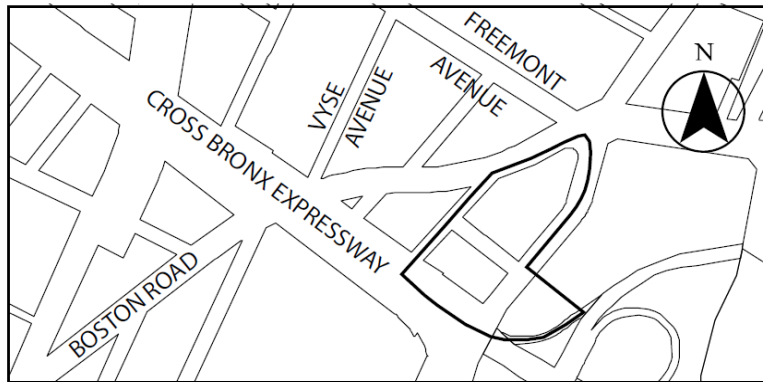 FREEMONT
AVENUE
N
VYSE
AVENUE
CROSS BRONX EXPRESSWAY
BOSTON ROAD